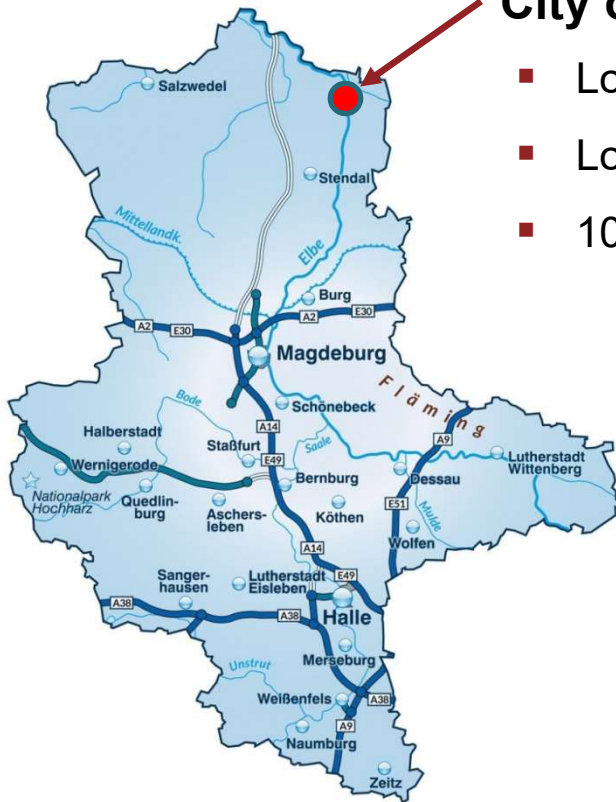 City
Lo
Lo
10
Salzwedel
Stendal
Mittellandk.
Elbe
Burg
A2
E30
A2
E30
Magdeburg
Fläming
Bode
Schönebeck
A14
A9
Halberstadt
Staßfurt
Saale
Lutherstadt
Wittenberg
E49
Wernigerode
Dessau
Bernburg
Nationalpark
Hochharz
Quedlin-
burg
Aschers-
leben
Köthen
E51
Mulde
Wolfen
A14
Sanger-
hausen
Lutherstadt
Eisleben
E49
A38
A38
Halle
Merseburg
Unstrut
Weißenfels
A38
A9
Naumburg
Zeitz